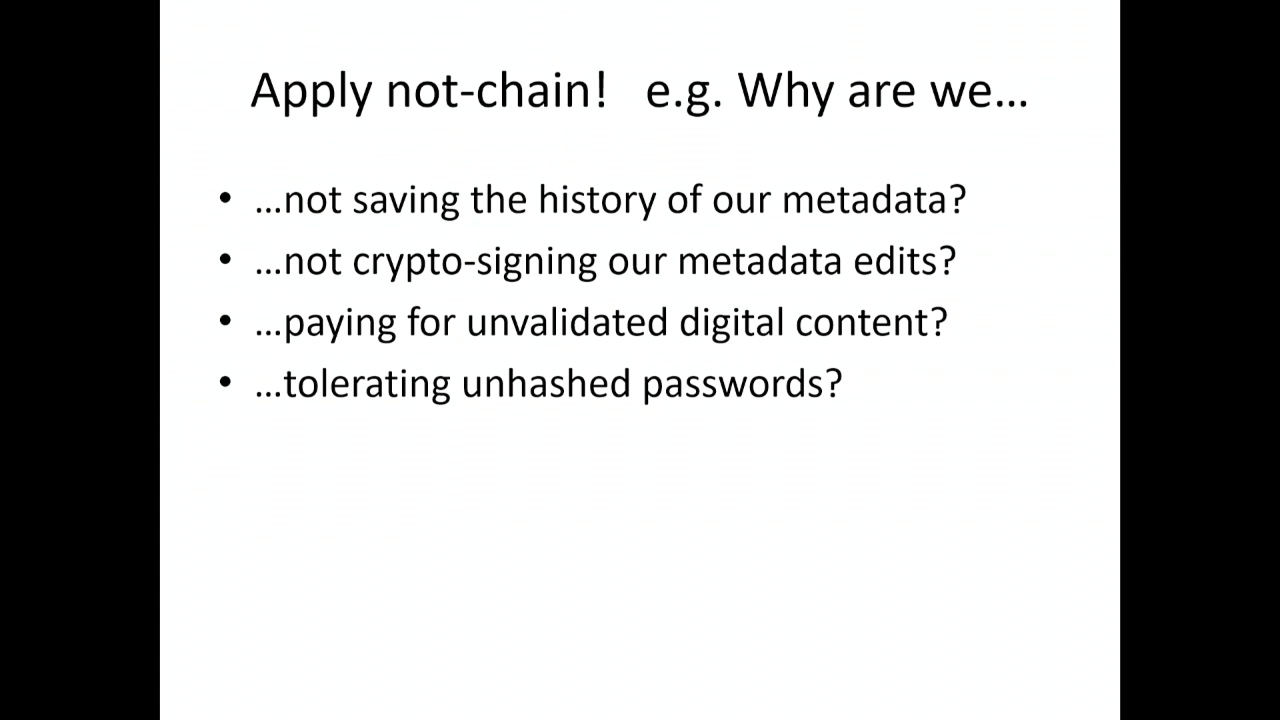 Apply not-chain!   e.g. Why are we…
• …not saving the history of our metadata?
• …not crypto-signing our metadata edits?
• …paying for unvalidated digital content?
• …tolerating unhashed passwords?